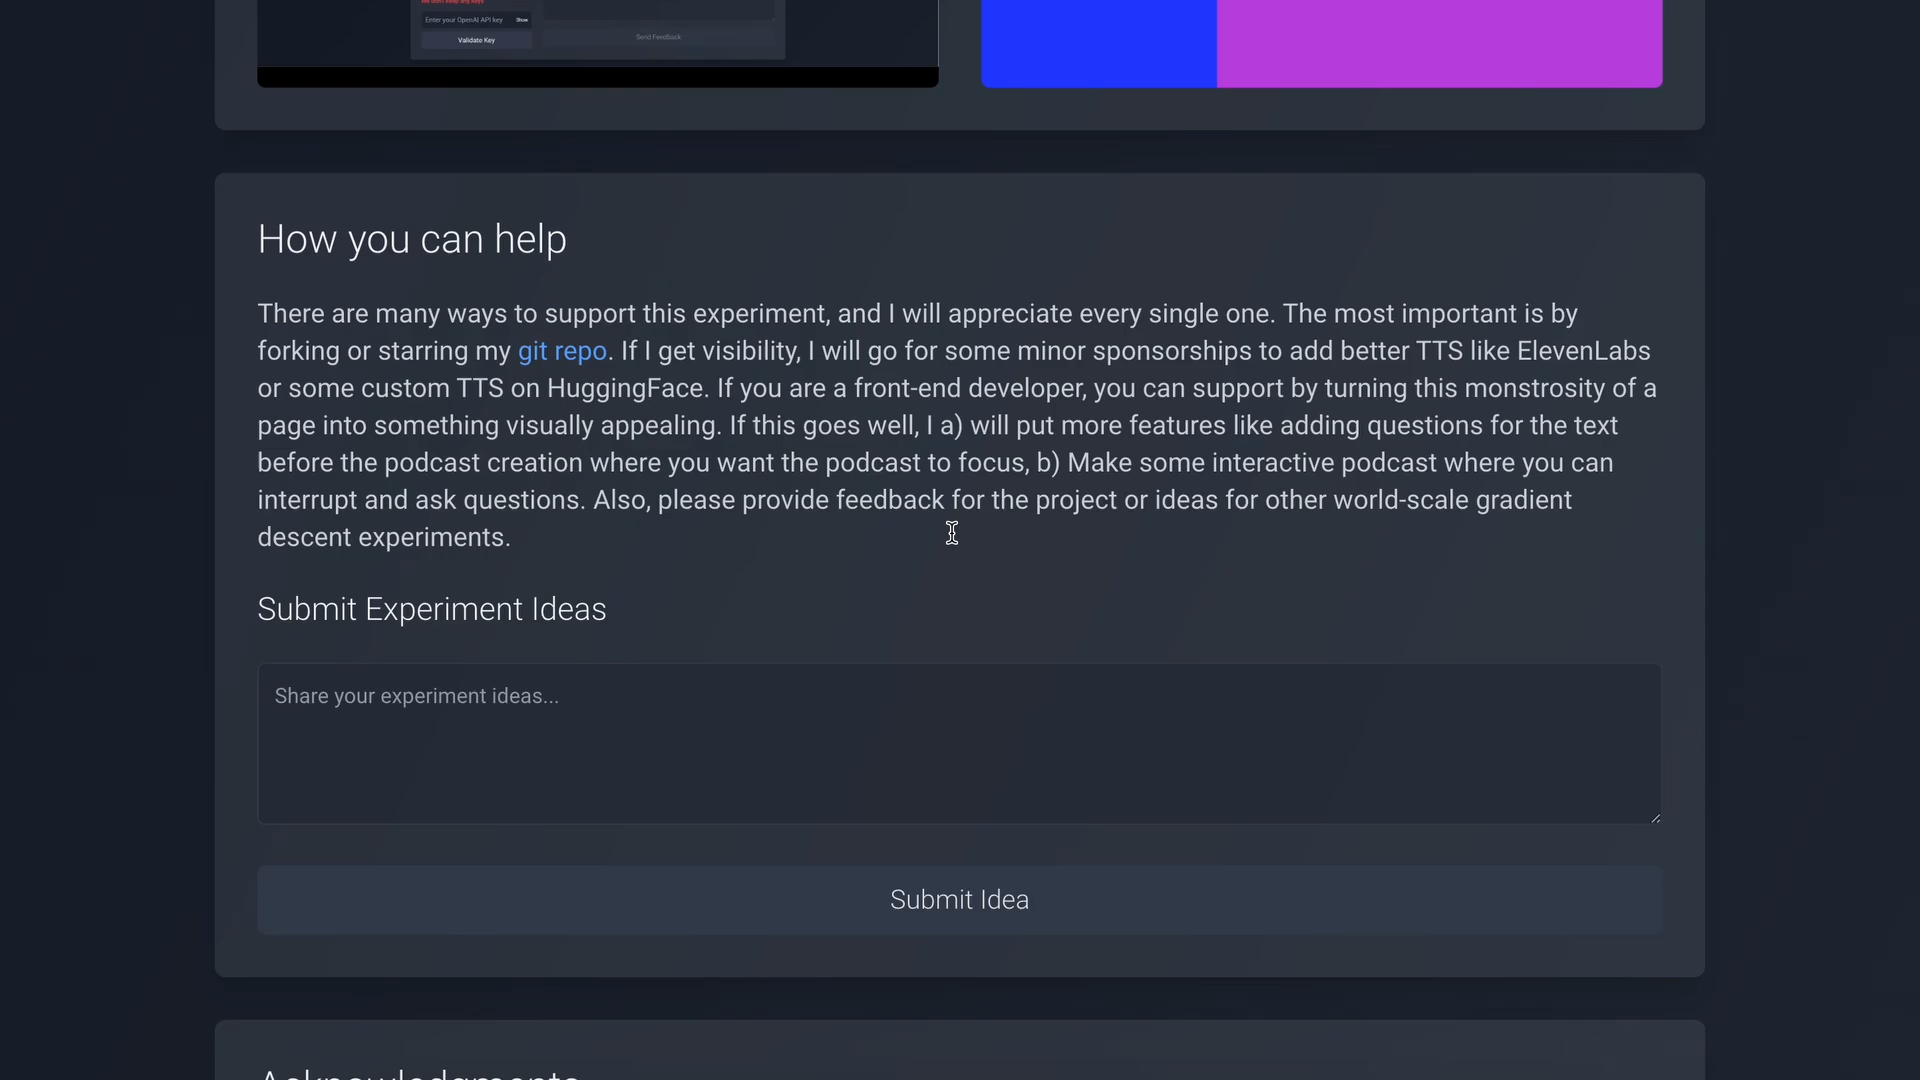 Enter your OpenAI API key Show
Validate Key
Send Feedback
How you can help
There are many ways to support this experiment, and I will appreciate every single one. The most important is by
forking or starring my git repo. If I get visibility, I will go for some minor sponsorships to add better TTS like ElevenLabs
or some custom TTS on HuggingFace. If you are a front-end developer, you can support by turning this monstrosity of a
page into something visually appealing. If this goes well, I a) will put more features like adding questions for the text
before the podcast creation where you want the podcast to focus, b) Make some interactive podcast where you can
interrupt and ask questions. Also, please provide feedback for the project or ideas for other world-scale gradient
descent experiments.
Submit Experiment Ideas
Share your experiment ideas...
Submit Idea